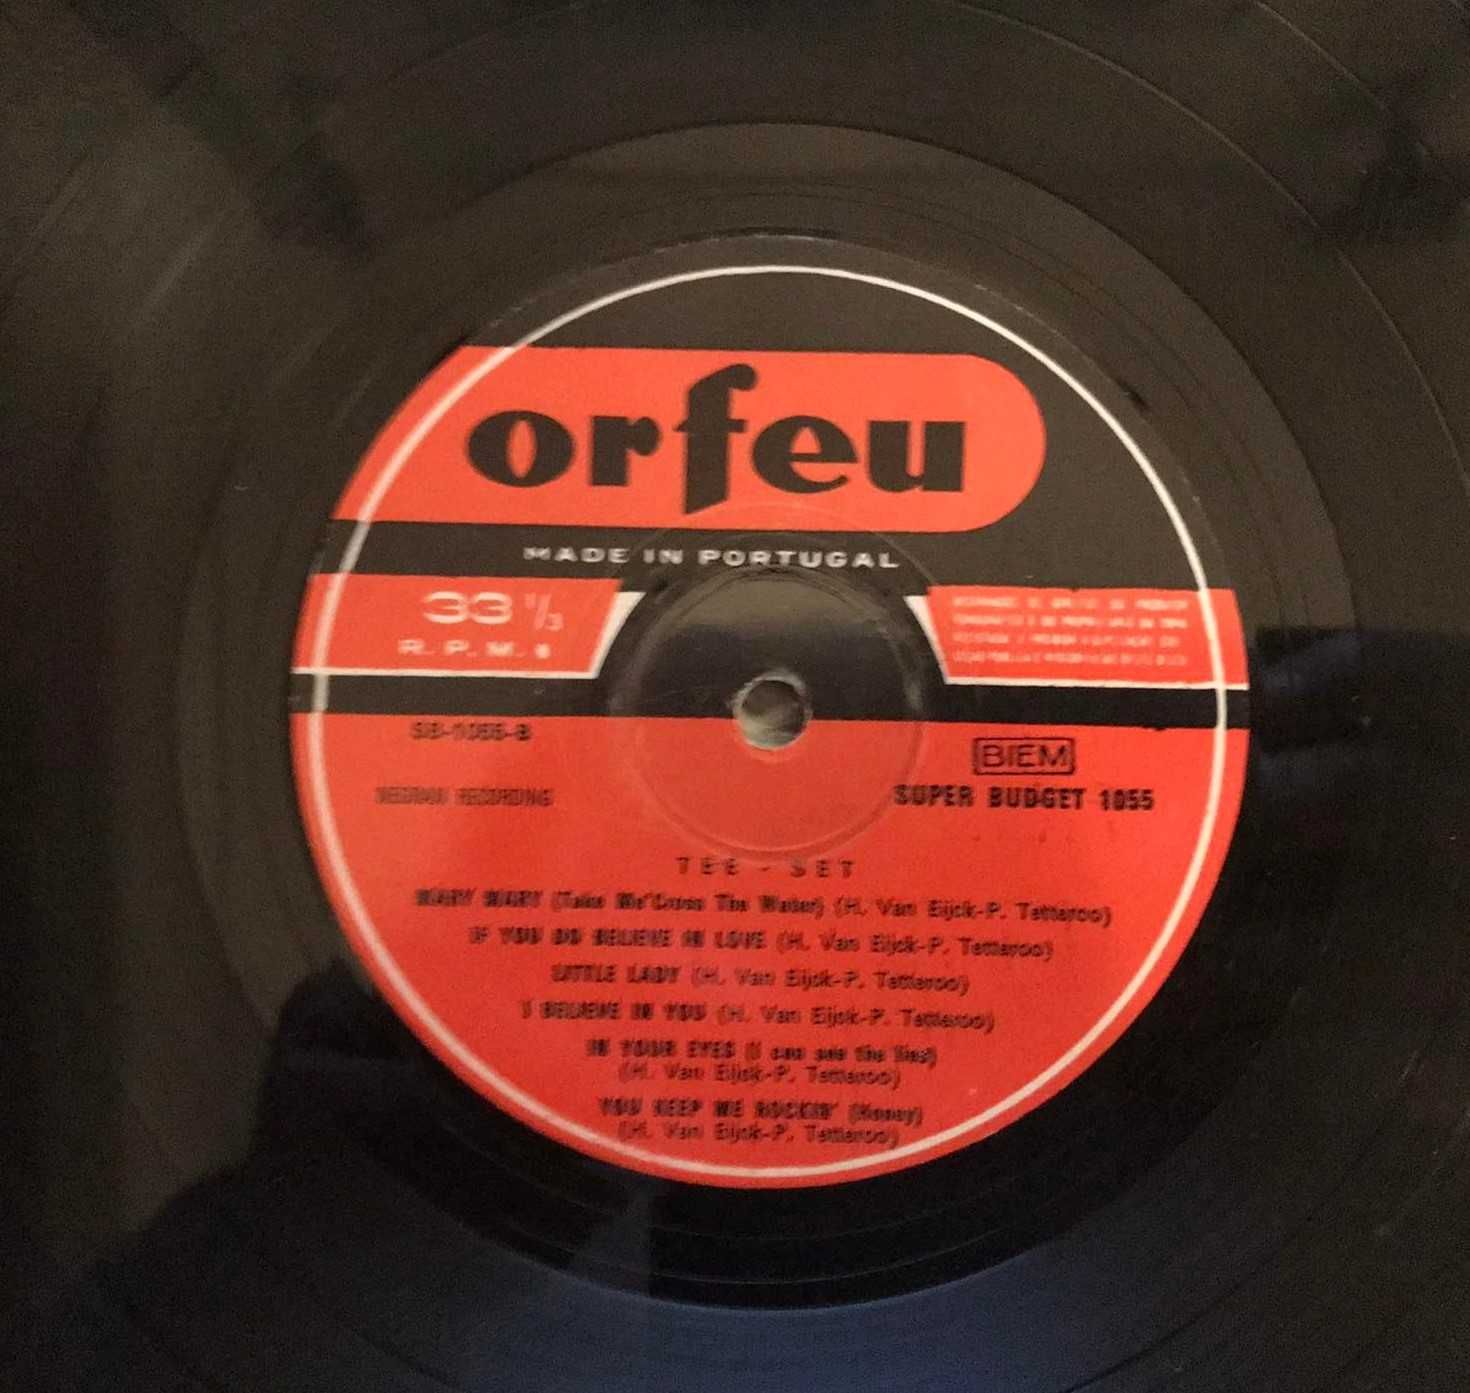 orfeu
MADE IN PORTUGAL
33 1/3
R. P. M. s
SB-1055-B
BIEM
RECORDING
SUPER BUDGET 1055
TEE - SET
MARY MARY (Take Me'Cross The Water) (H. Van Eijck-P. Tetteroo)
IF YOU DO BELIEVE IN LOVE (H. Van Eijck-P. Tetteroo)
LITTLE LADY (H. Van Eijck-P. Tetteroo)
I BELIEVE IN YOU (H. Van Eijck-P. Tetteroo)
IN YOUR EYES (I can see the lies)
(H. Van Eijck-P. Tetteroo)
YOU KEEP ME ROCKIN' (Honey)
(H. Van Eijck-P. Tetteroo)